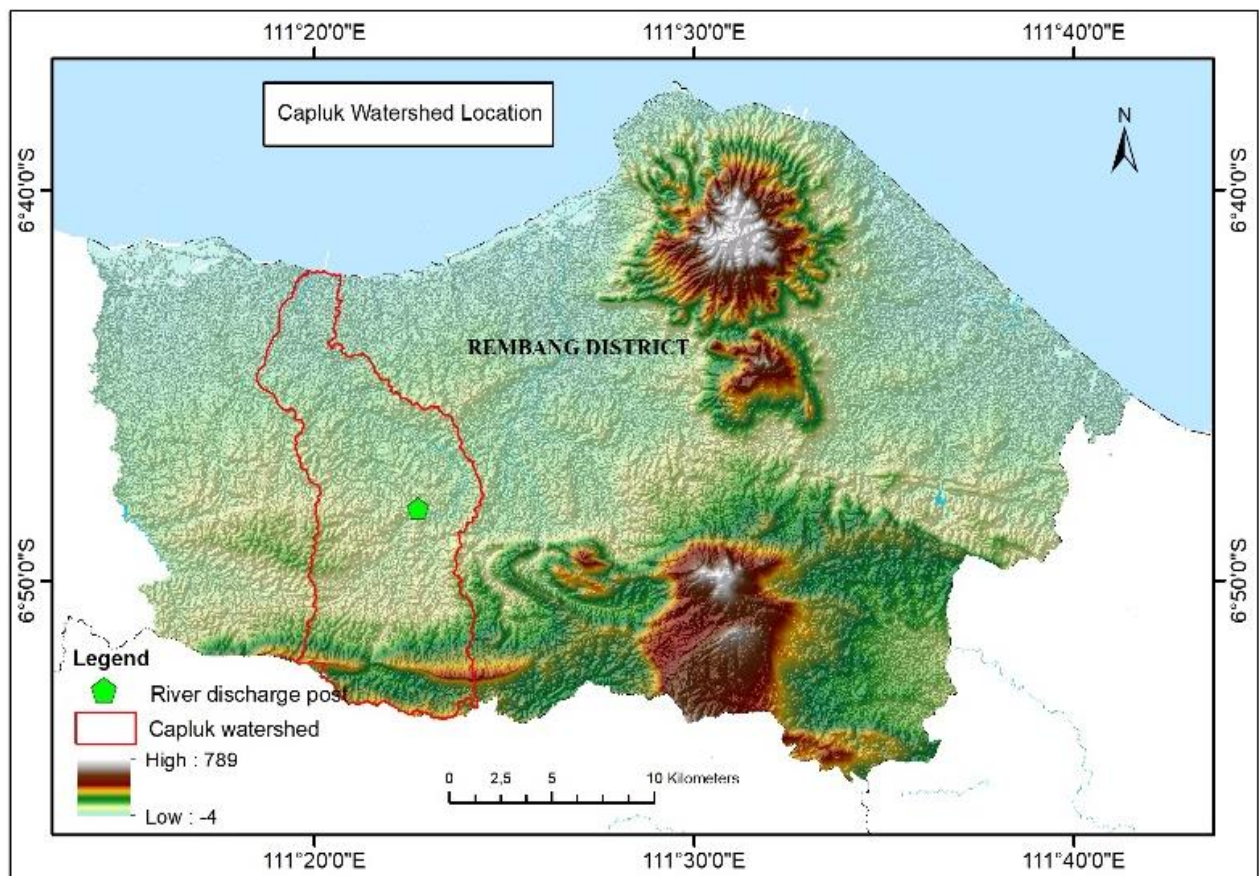 111°20'0"E
111°30'0"E
111°40'0"E
Capluk Watershed Location
N
6°40'0"S
6°40'0"S
REMBANG DISTRICT
6°50'0"S
6°50'0"S
Legend
River discharge post
Capluk watershed
High : 789
Low : -4
0 2,5 5 10 Kilometers
111°20'0"E
111°30'0"E
111°40'0"E